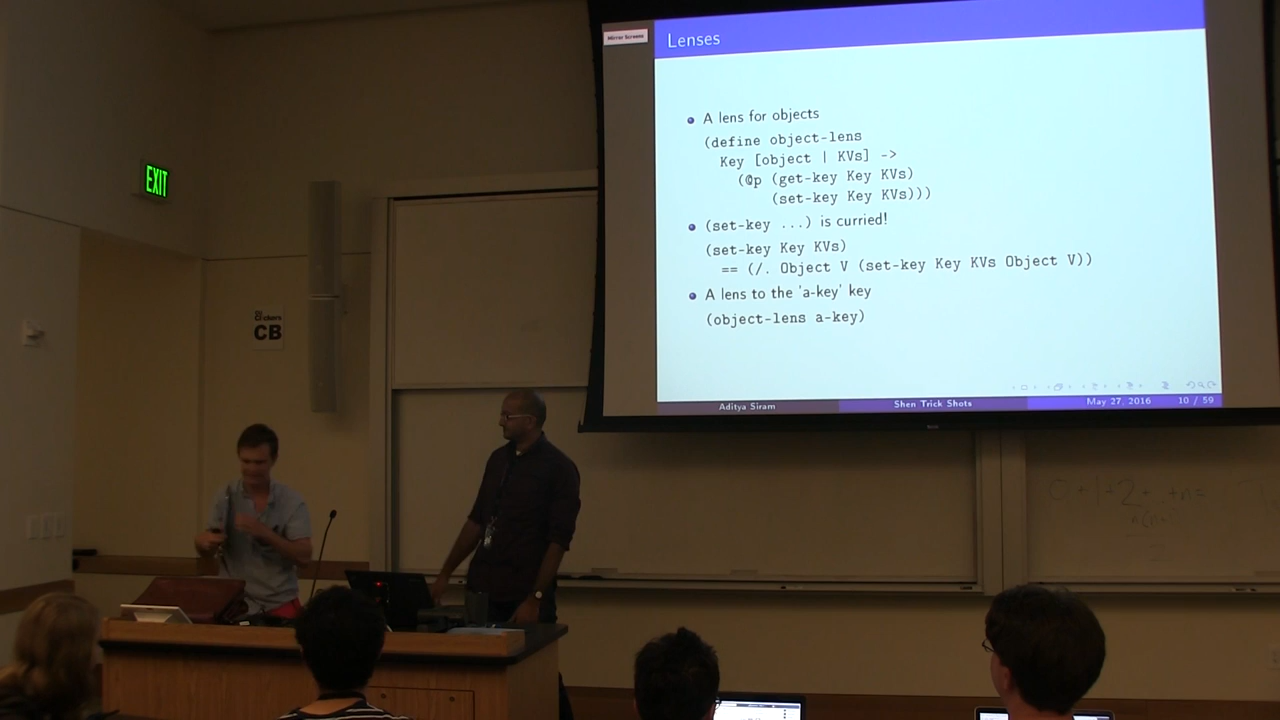 Mirror Screens
Lenses
A lens for objects
(define object-lens
Key [object | KVs] ->
(@p (get-key Key KVs)
(set-key Key KVs)))
(set-key ...) is curried!
(set-key Key KVs)
== (/. Object V (set-key Key KVs Object V))
A lens to the 'a-key' key
(object-lens a-key)
Aditya Siram
Shen Trick Shots
May 27, 2016
10 / 59
EXIT
CB